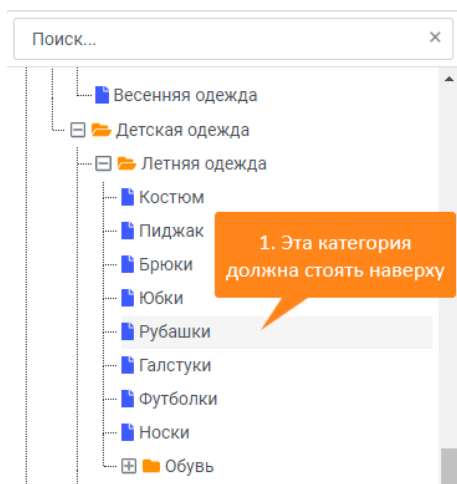 Поиск...
Весенняя одежда
Детская одежда
Летняя одежда
Костюм
Пиджак
1. Эта категория
должна стоять наверху
Брюки
Юбки
Рубашки
Галстуки
Футболки
Носки
Обувь